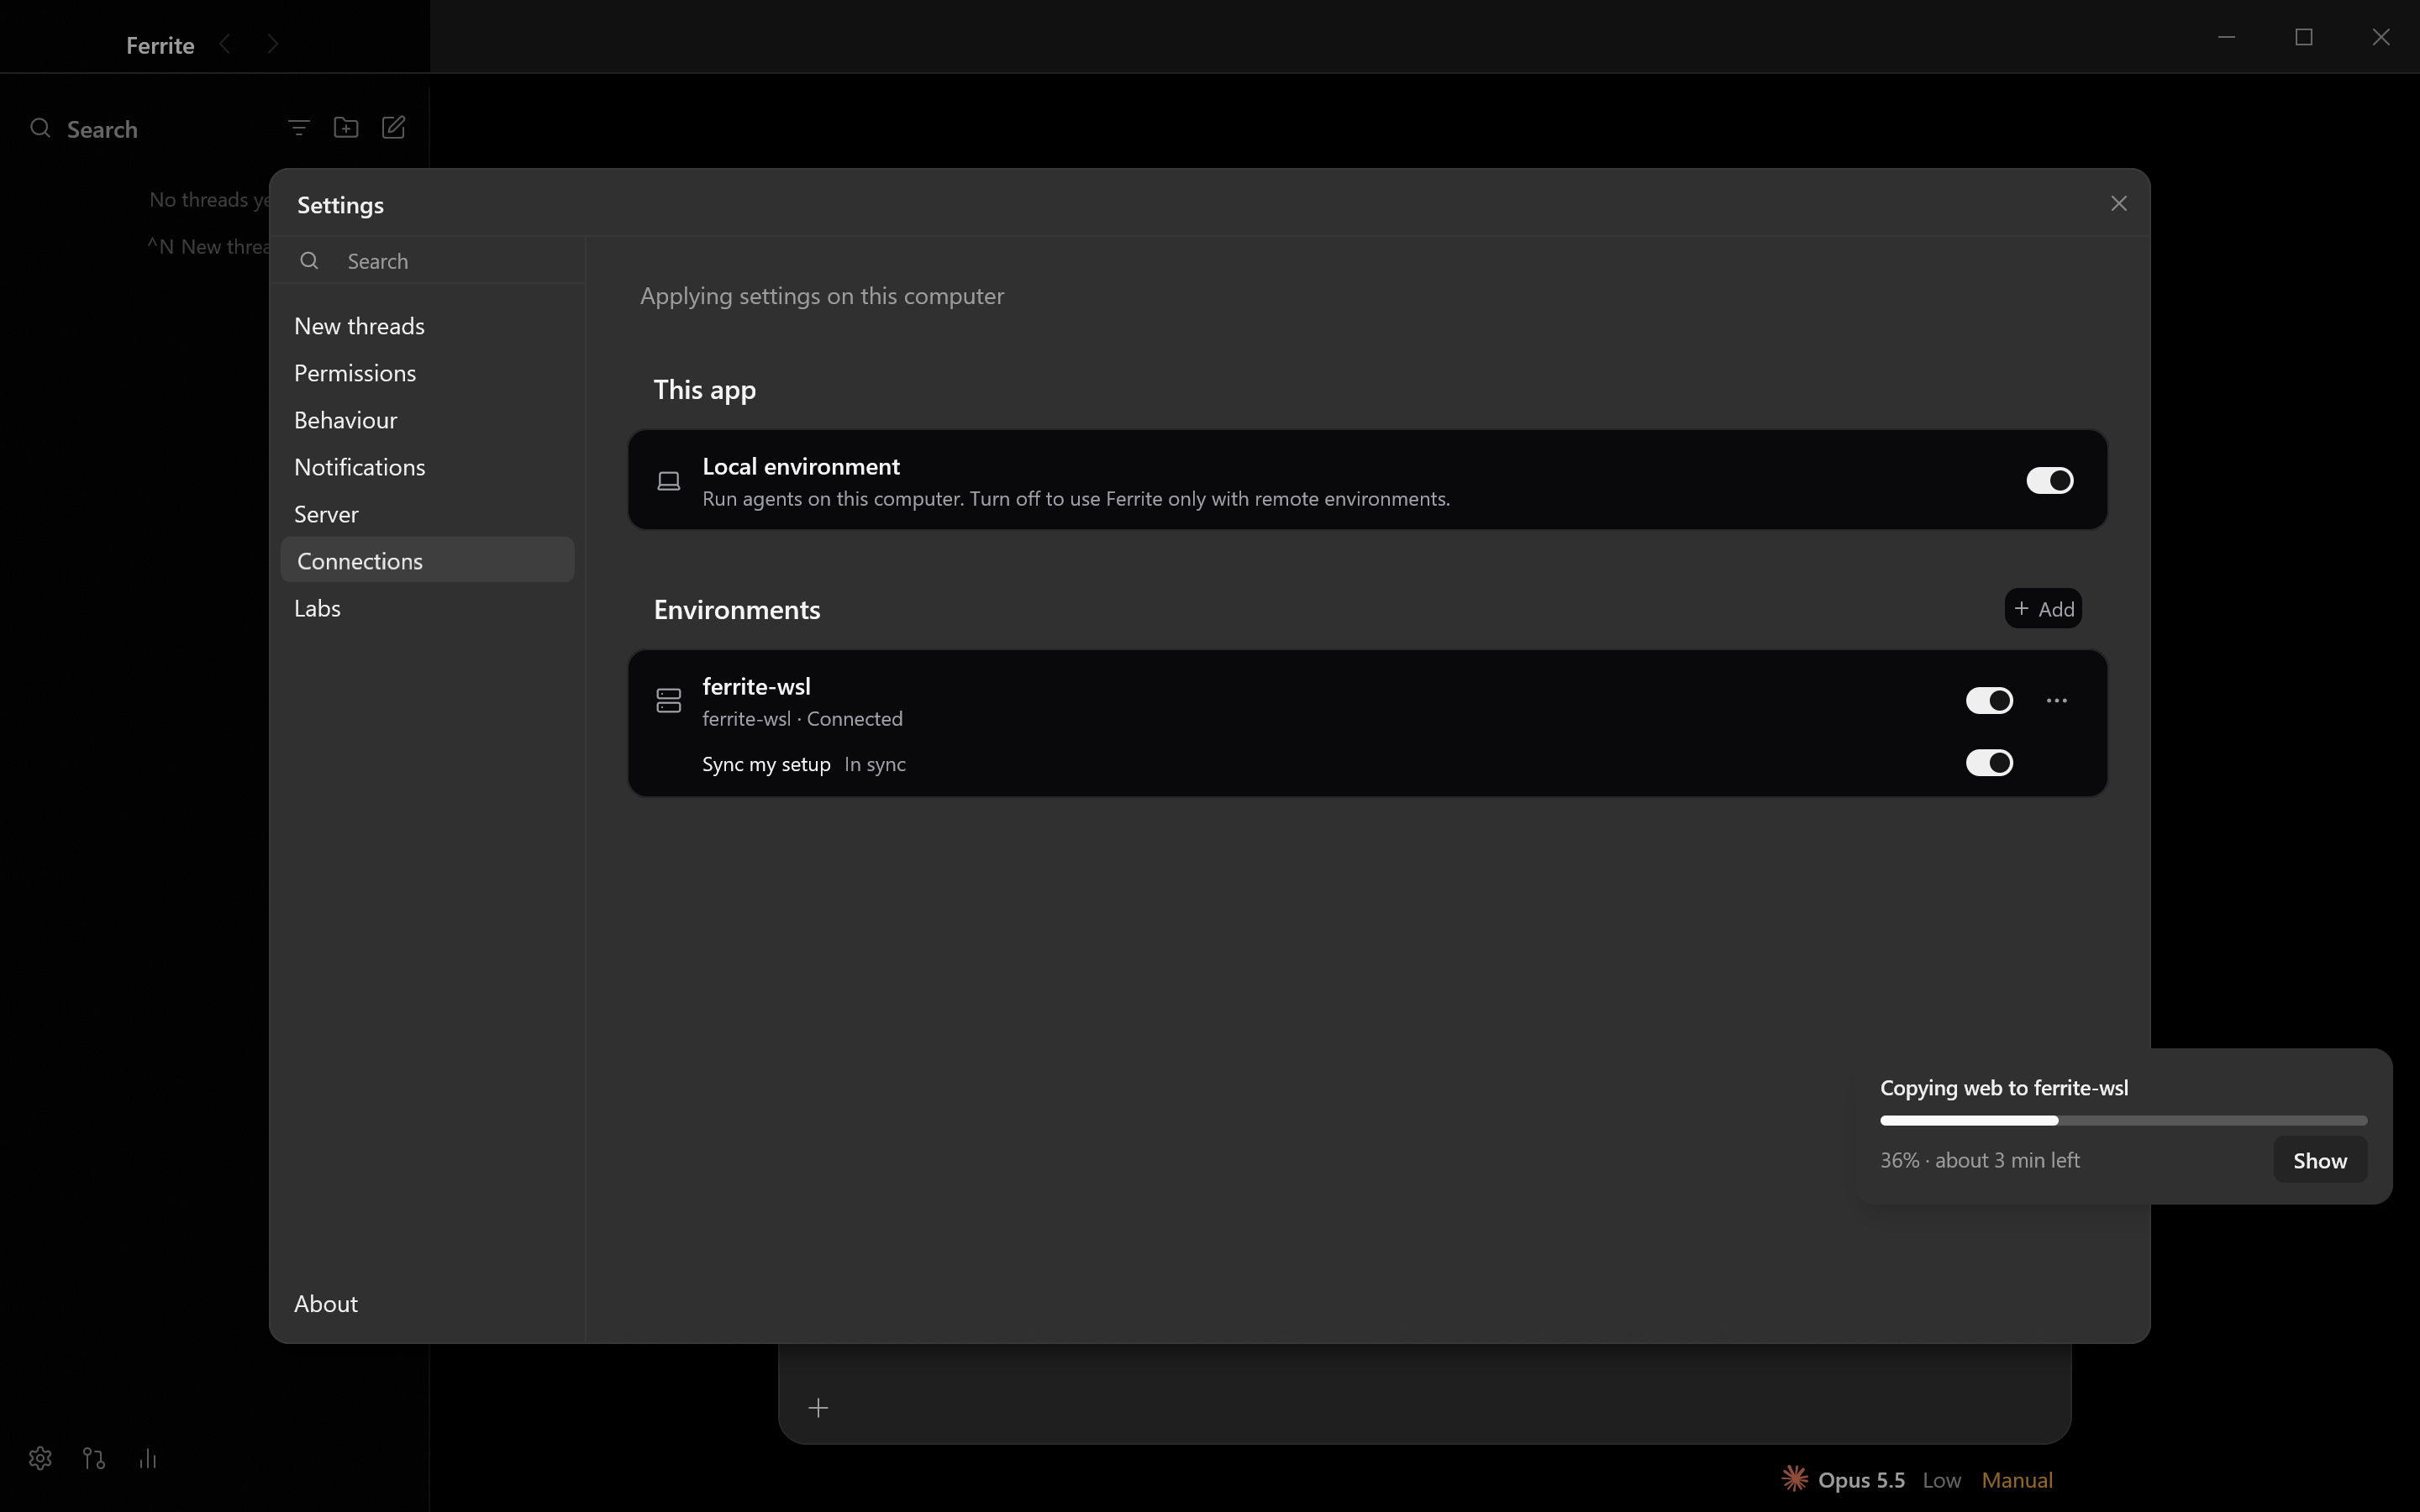 Ferrite
Search
No threads ye
^N New threa
Settings
Search
New threads
Permissions
Behaviour
Notifications
Server
Connections
Labs
About
Applying settings on this computer
This app
Local environment
Run agents on this computer. Turn off to use Ferrite only with remote environments.
Environments
+ Add
ferrite-wsl
ferrite-wsl · Connected
Sync my setup In sync
Copying web to ferrite-wsl
36% · about 3 min left
Show
Opus 5.5 Low Manual